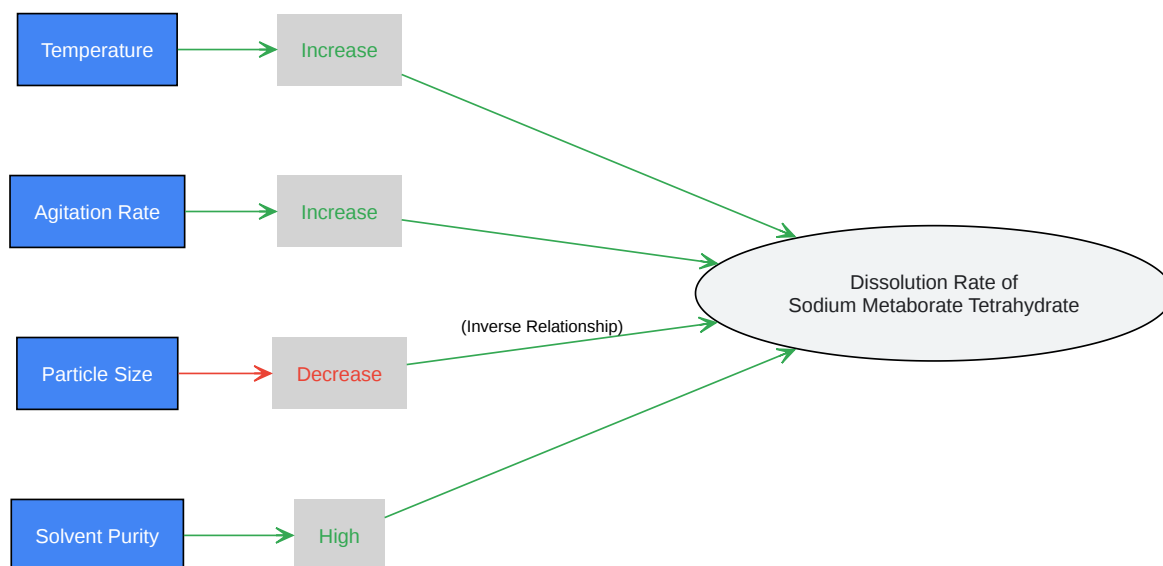 Temperature
Increase
Agitation Rate
Increase
Dissolution Rate of
Sodium Metaborate Tetrahydrate
(Inverse Relationship)
Particle Size
Decrease
Solvent Purity
High